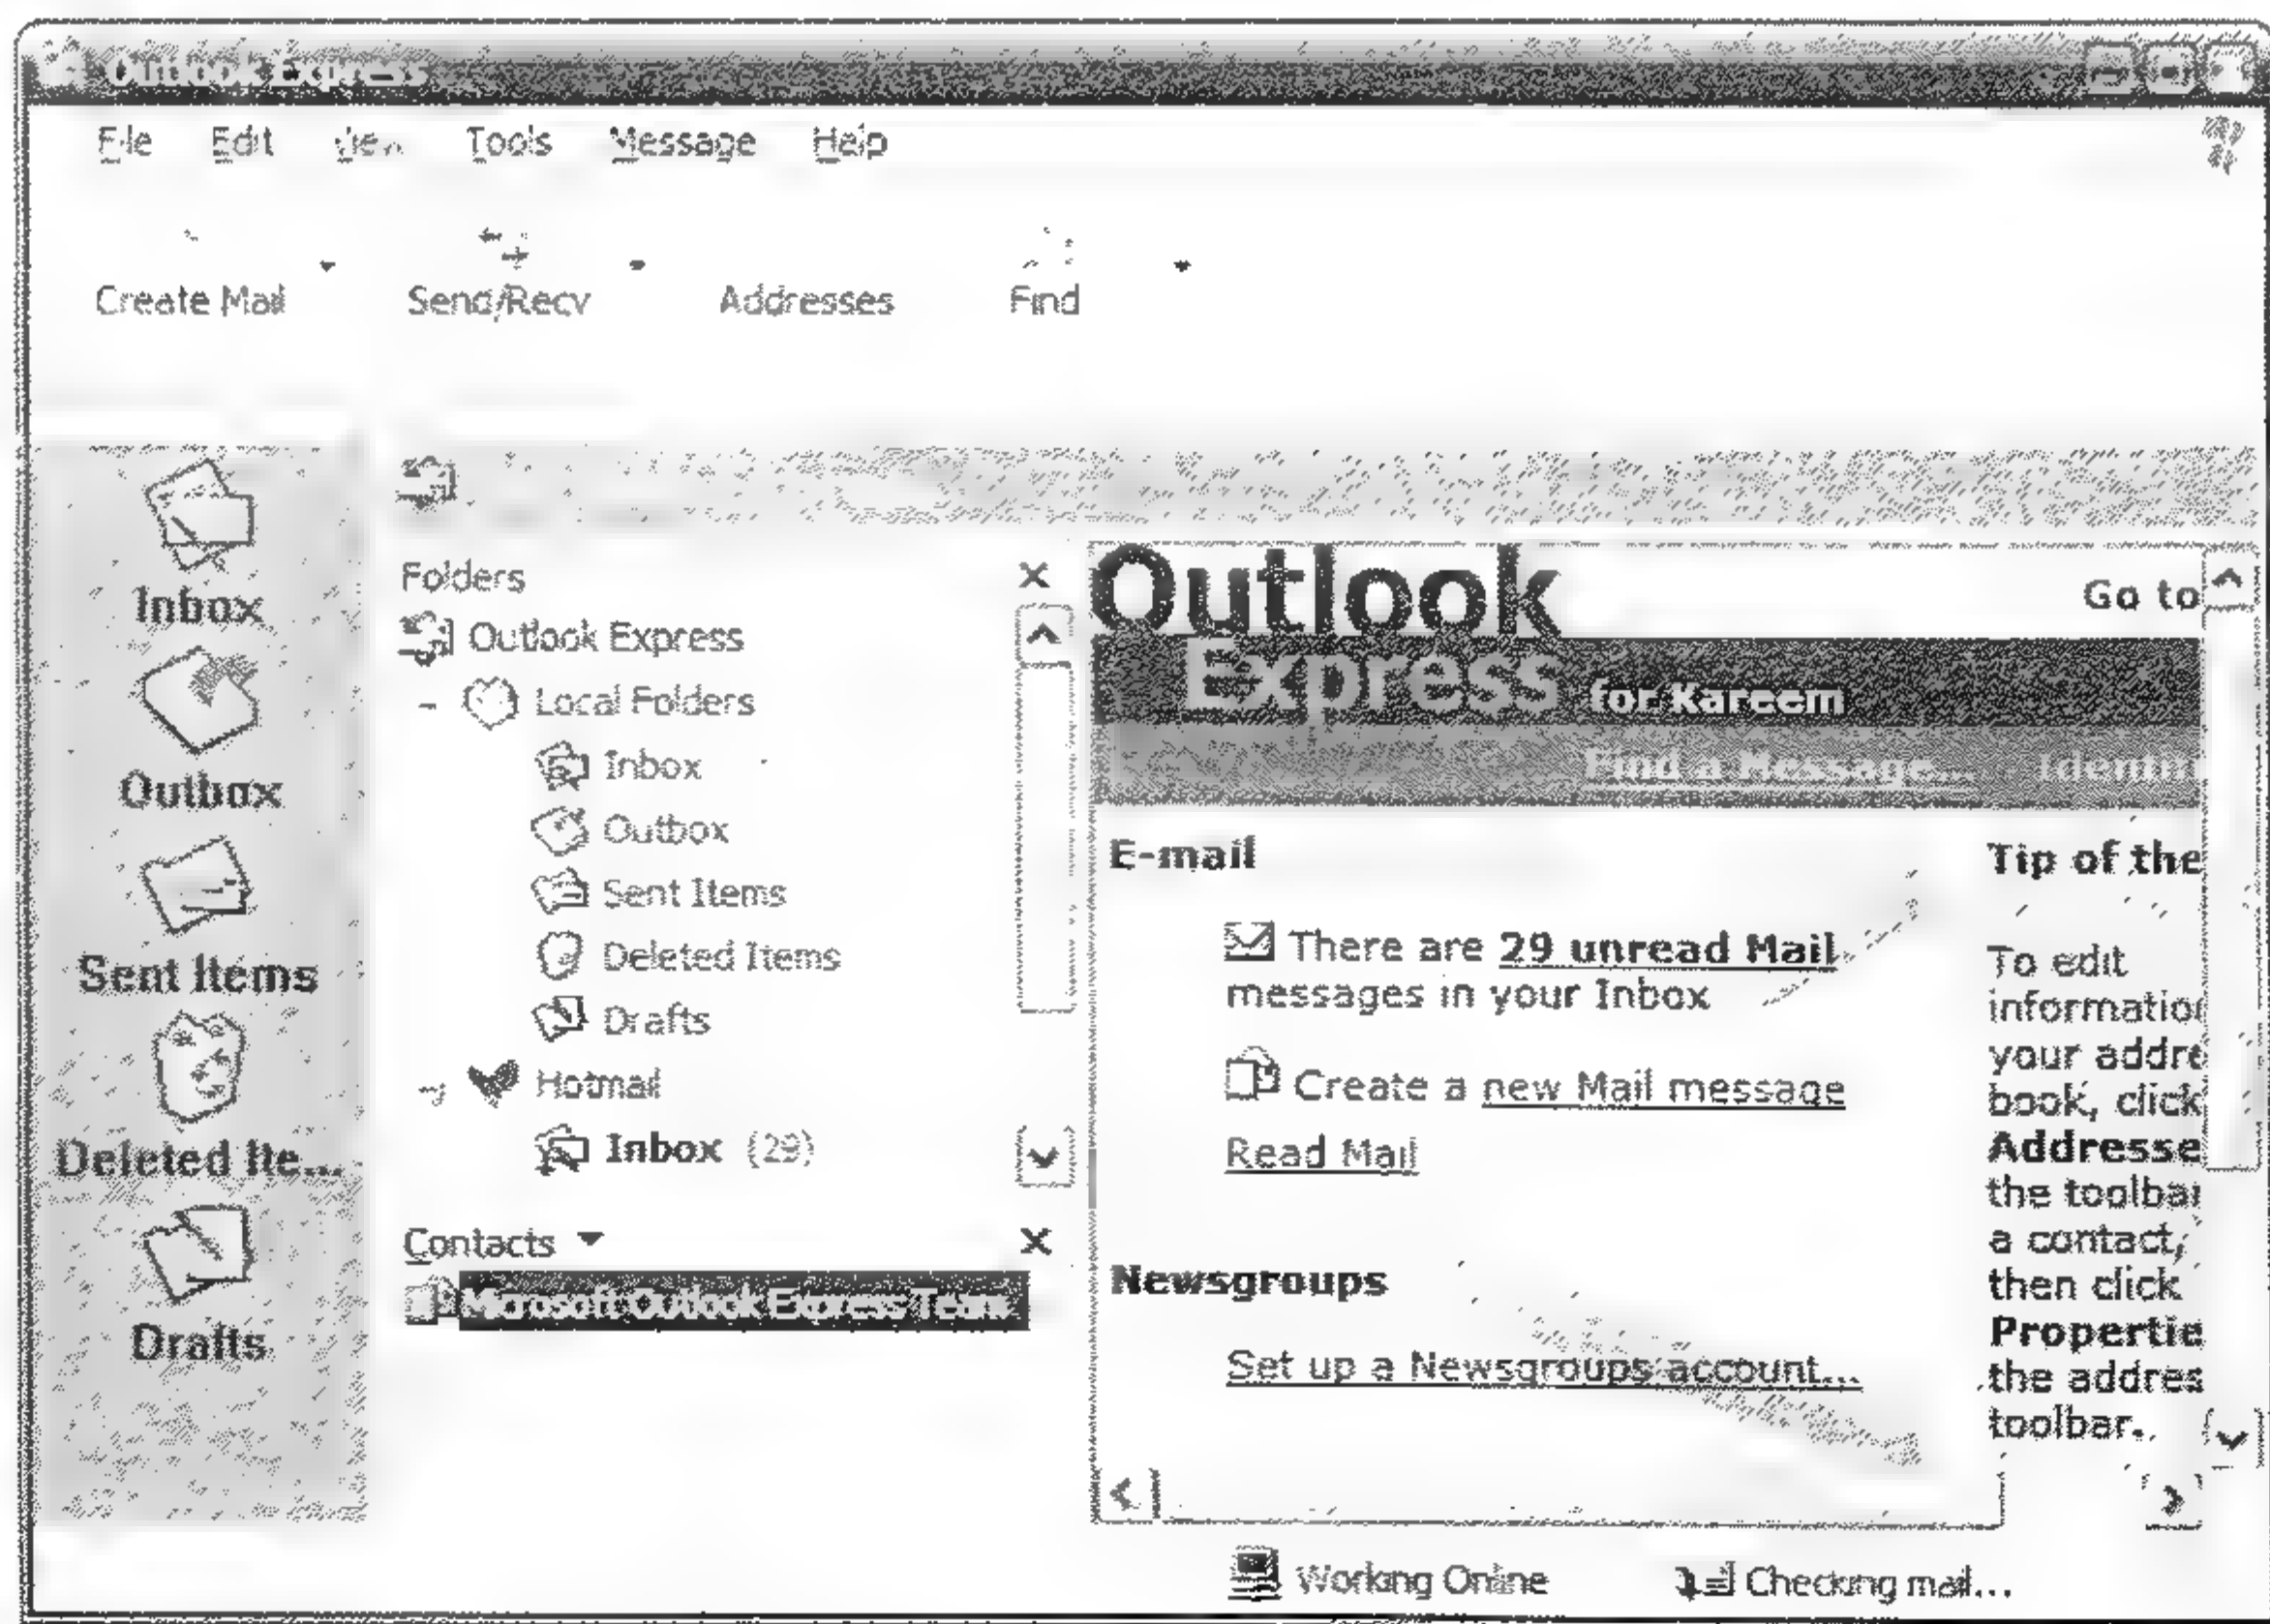 Outlook Express
File Edit View Tools Message Help
Create Mail Send/Recv Addresses Find
Inbox
Outbox
Sent Items
Deleted Ite...
Drafts
Folders
Outlook Express
Local Folders
Inbox
Outbox
Sent Items
Deleted Items
Drafts
Hotmail
Inbox (29)
Contacts
Microsoft Outlook Express Team
Outlook
Go to
Express for Kareem
Find a Message...
E-mail
There are 29 unread Mail
messages in your Inbox
Create a new Mail message
Read Mail
Newsgroups
Set up a Newsgroups account...
Tip of the
To edit
information
your addre
book, click
Addresse
the toolbar
a contact,
then click
Propertie
the addres
toolbar.
Working Online Checking mail...